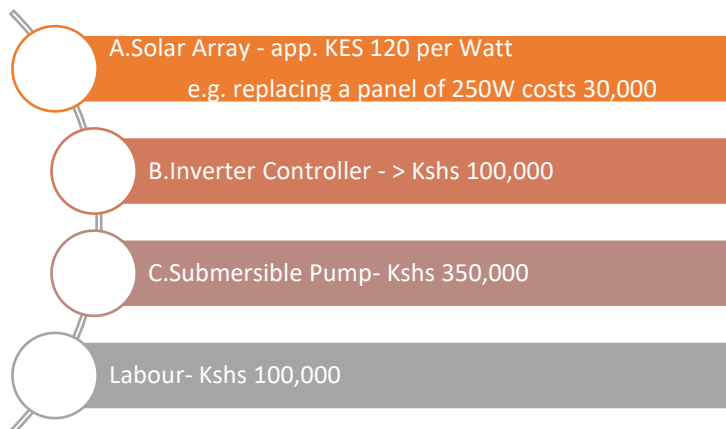 A.Solar Array - app. KES 120 per Watt
e.g. replacing a panel of 250W costs 30,000
B.Inverter Controller - > Kshs 100,000
C.Submersible Pump- Kshs 350,000
Labour- Kshs 100,000